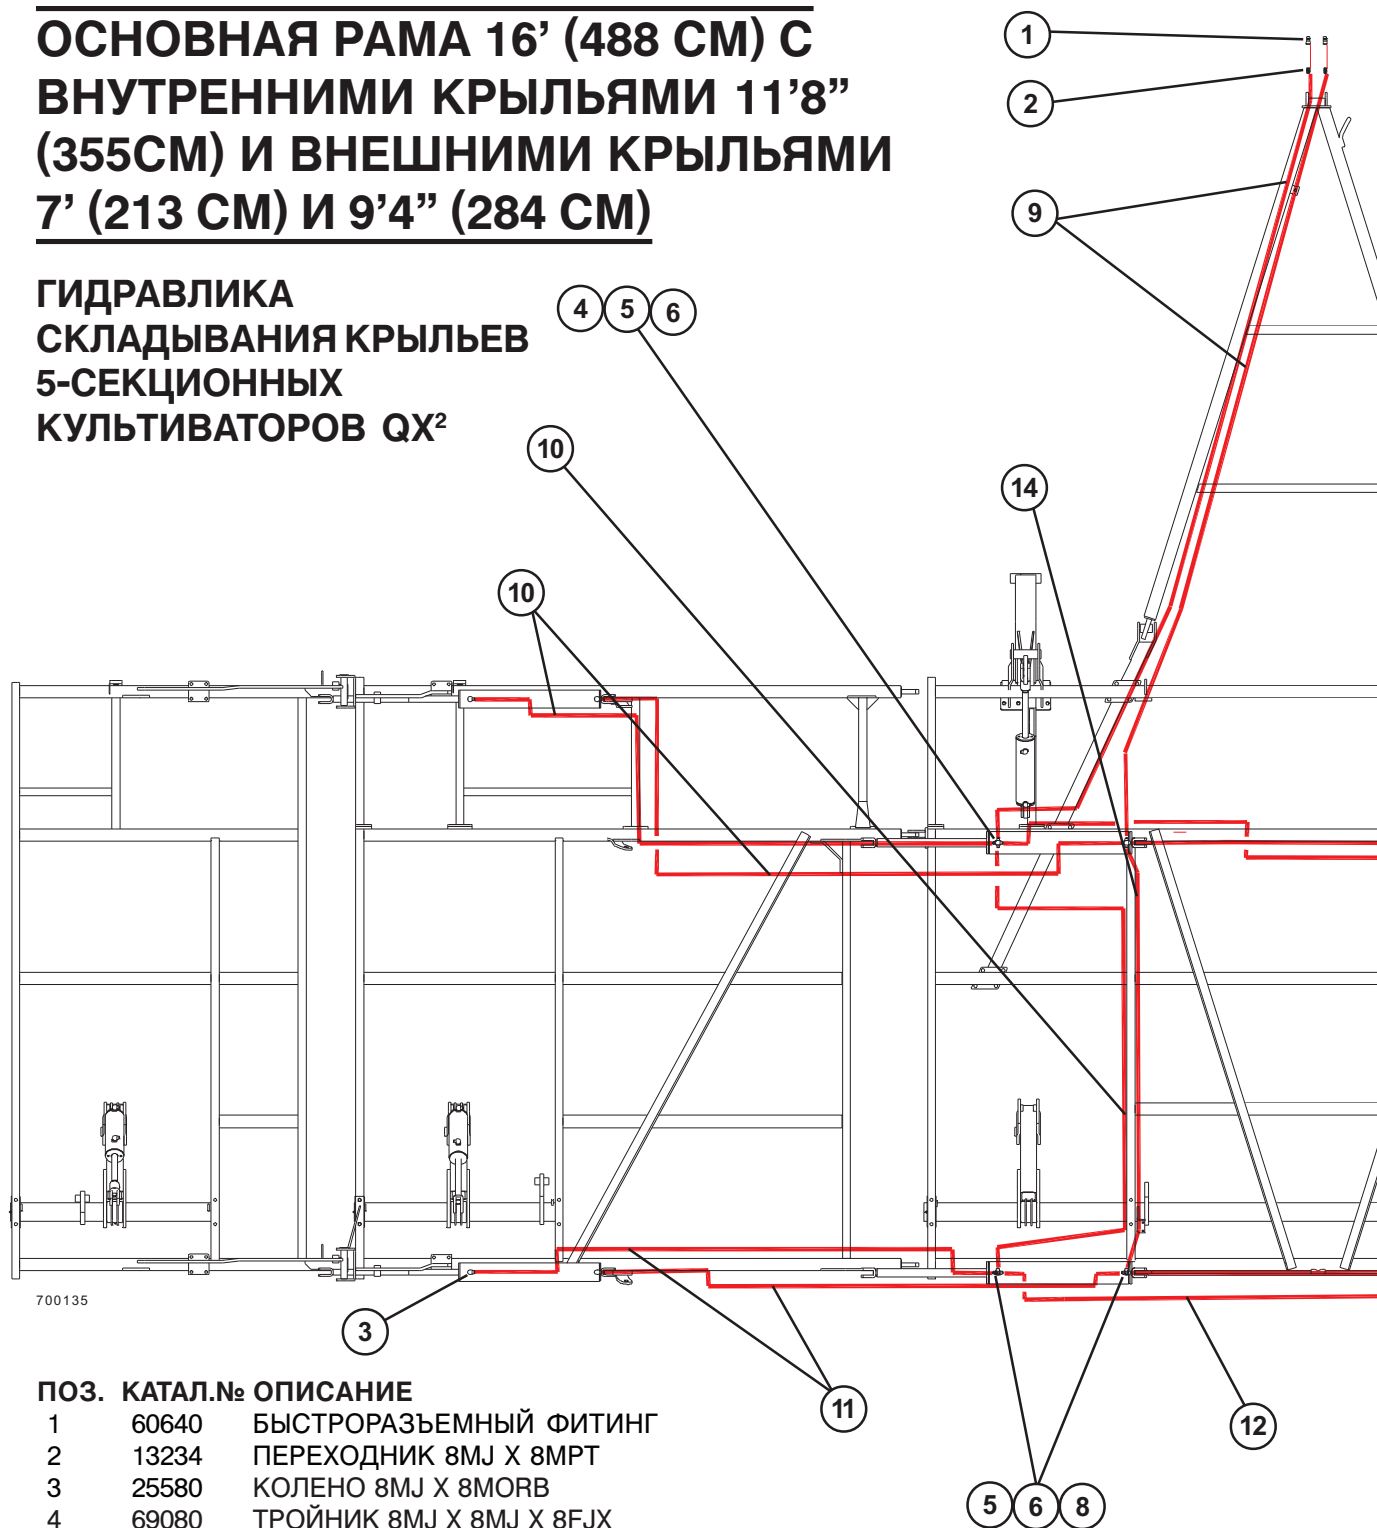 ОСНОВНАЯ РАМА 16’ (488 СМ) С
ВНУТРЕННИМИ КРЫЛЬЯМИ 11’8”
(355СМ) И ВНЕШНИМИ КРЫЛЬЯМИ
7’ (213 СМ) И 9’4” (284 СМ)
ГИДРАВЛИКА
СКЛАДЫВАНИЯ КРЫЛЬЕВ
5-СЕКЦИОННЫХ
КУЛЬТИВАТОРОВ QX²
1
2
9
4 5 6
10
14
10
700135
3
11
12
5 6 8
ПОЗ. КАТАЛ.№ ОПИСАНИЕ
1 60640 БЫСТРОРАЗЪЕМНЫЙ ФИТИНГ
2 13234 ПЕРЕХОДНИК 8MJ X 8MPT
3 25580 КОЛЕНО 8MJ X 8MORB
4 69080 ТРОЙНИК 8MJ X 8MJ X 8FJX